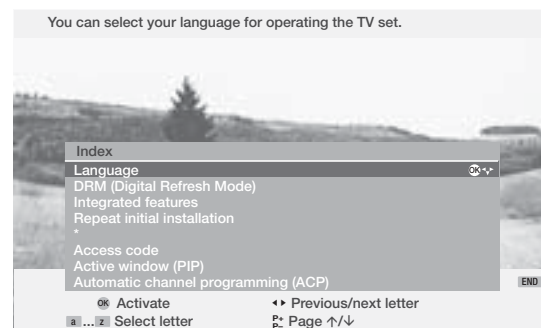 You can select your language for operating the TV set.
Index
Language OK
DRM (Digital Refresh Mode)
Integrated features
Repeat initial installation
*
Access code
Active window (PIP)
Automatic channel programming (ACP)
END
OK Activate ◂▸ Previous/next letter
a ... z Select letter P+ P– Page ↑/↓